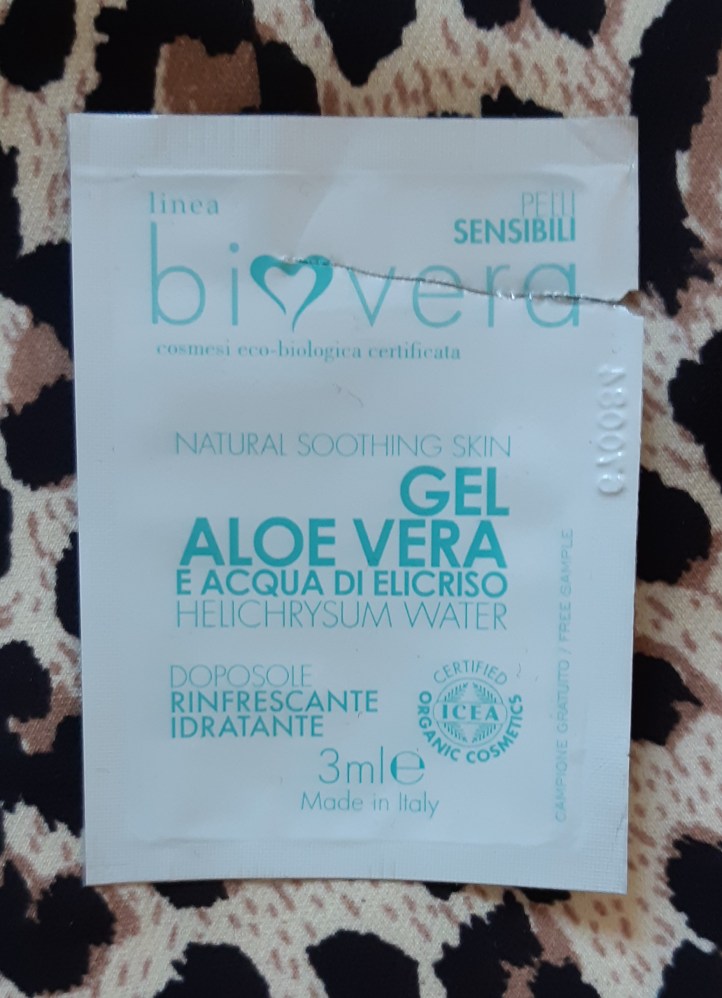 linea
PELLI
SENSIBILI
biovera
cosmesi eco-biologica certificata
NATURAL SOOTHING SKIN
GEL
ALOE VERA
E ACQUA DI ELICRISO
HELICHRYSUM WATER
DOPOSOLE
RINFRESCANTE
IDRATANTE
CERTIFIED
ICEA
ORGANIC COSMETICS
3ml℮
Made in Italy
CAMPIONE GRATUITO / FREE SAMPLE